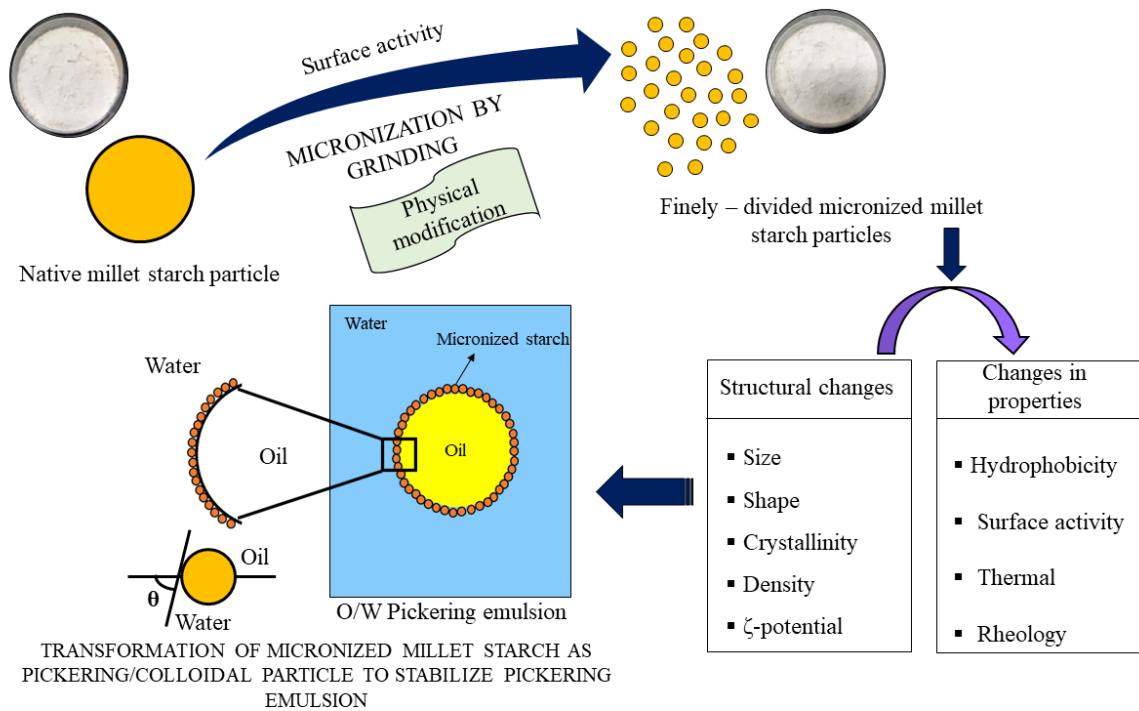 Surface activity
MICRONIZATION BY
GRINDING
Physical
modification
Native millet starch particle
Finely – divided micronized millet
starch particles
Structural changes
▪ Size
▪ Shape
▪ Crystallinity
▪ Density
▪ ζ-potential
Changes in
properties
▪ Hydrophobicity
▪ Surface activity
▪ Thermal
▪ Rheology
Water
Micronized starch
Oil
O/W Pickering emulsion
Water
Oil
Oil
θ
Water
TRANSFORMATION OF MICRONIZED MILLET STARCH AS
PICKERING/COLLOIDAL PARTICLE TO STABILIZE PICKERING
EMULSION